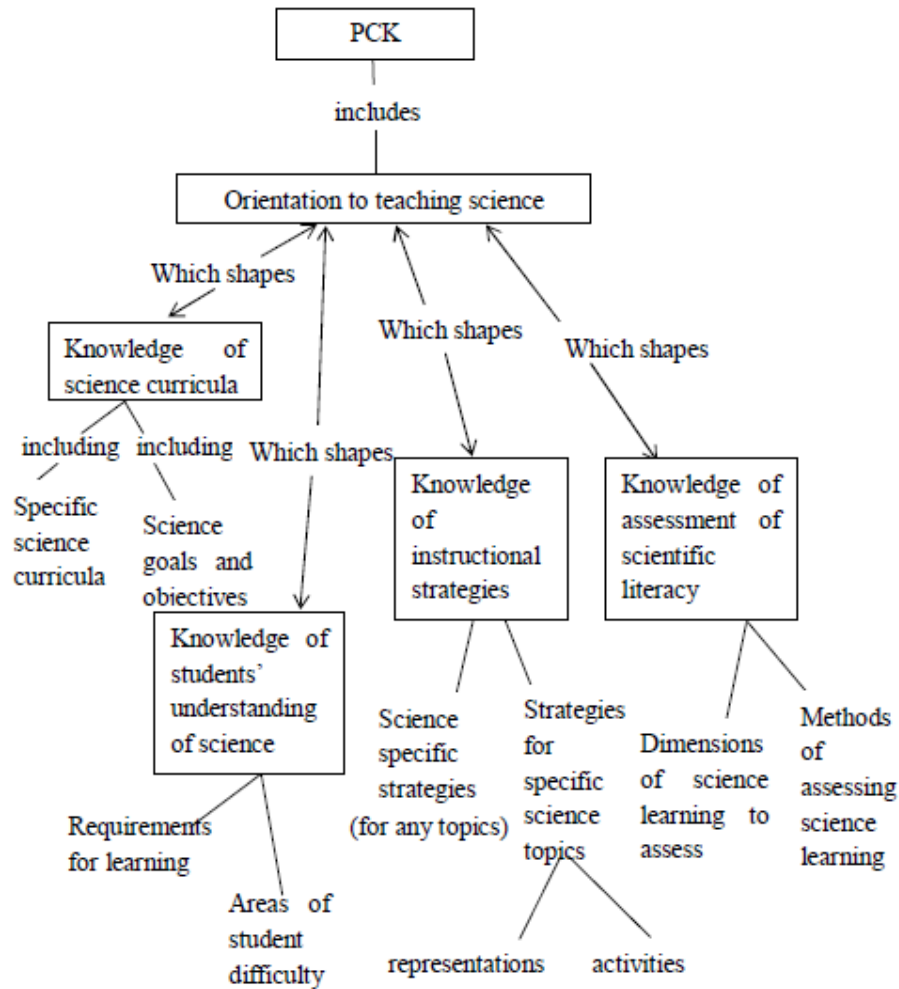 PCK
includes
Orientation to teaching science
Which shapes
Knowledge of
science curricula
including
including
Specific
science
curricula
Science
goals and
objectives
Which shapes
Knowledge of
students'
understanding
of science
Requirements
for learning
Areas of
student
difficulty
Which shapes
Knowledge
of
instructional
strategies
Science
specific
strategies
(for any topics)
Strategies
for
specific
science
topics
representations
activities
Which shapes
Knowledge of
assessment of
scientific
literacy
Dimensions
of science
learning to
assess
Methods
of
assessing
science
learning